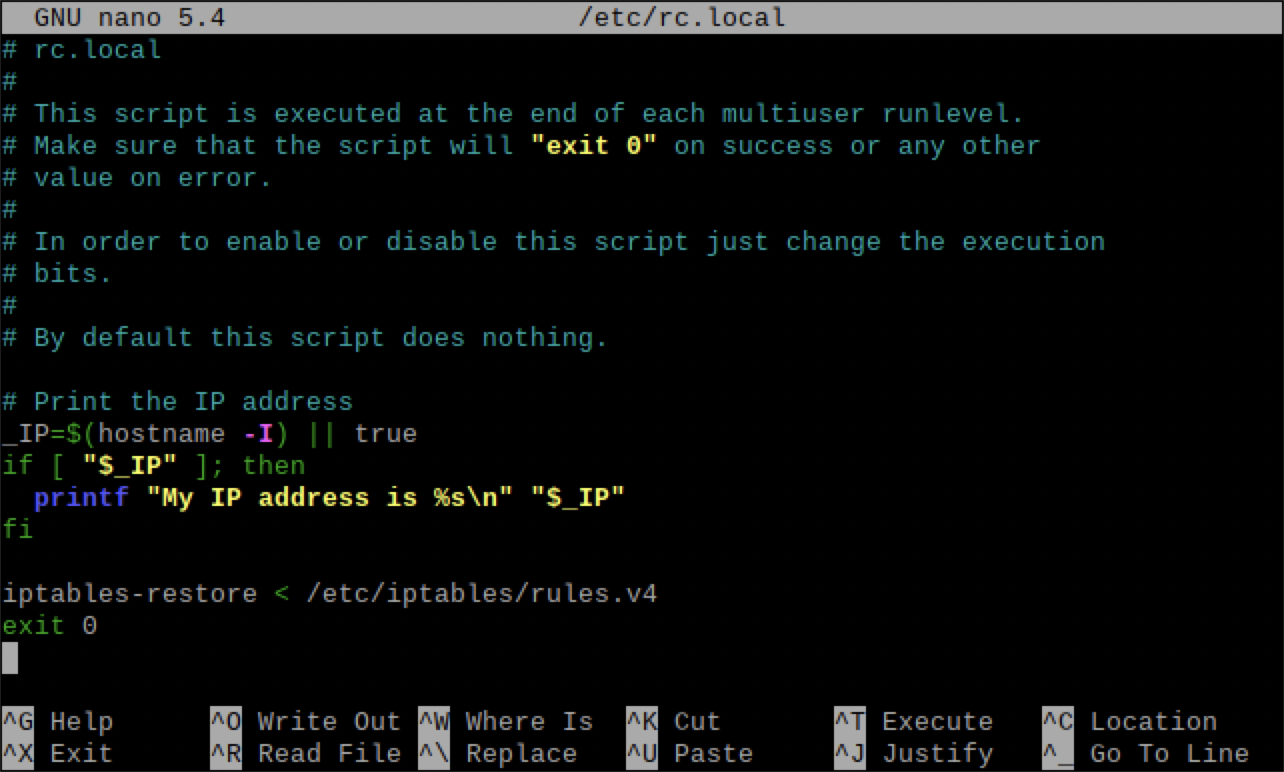 GNU nano 5.4 /etc/rc.local
# rc.local
#
# This script is executed at the end of each multiuser runlevel.
# Make sure that the script will "exit 0" on success or any other
# value on error.
#
# In order to enable or disable this script just change the execution
# bits.
#
# By default this script does nothing.

# Print the IP address
_IP=$(hostname -I) || true
if [ "$_IP" ]; then
  printf "My IP address is %s\n" "$_IP"
fi

iptables-restore < /etc/iptables/rules.v4
exit 0

^G Help ^O Write Out ^W Where Is ^K Cut ^T Execute ^C Location
^X Exit ^R Read File ^\ Replace ^U Paste ^J Justify ^_ Go To Line